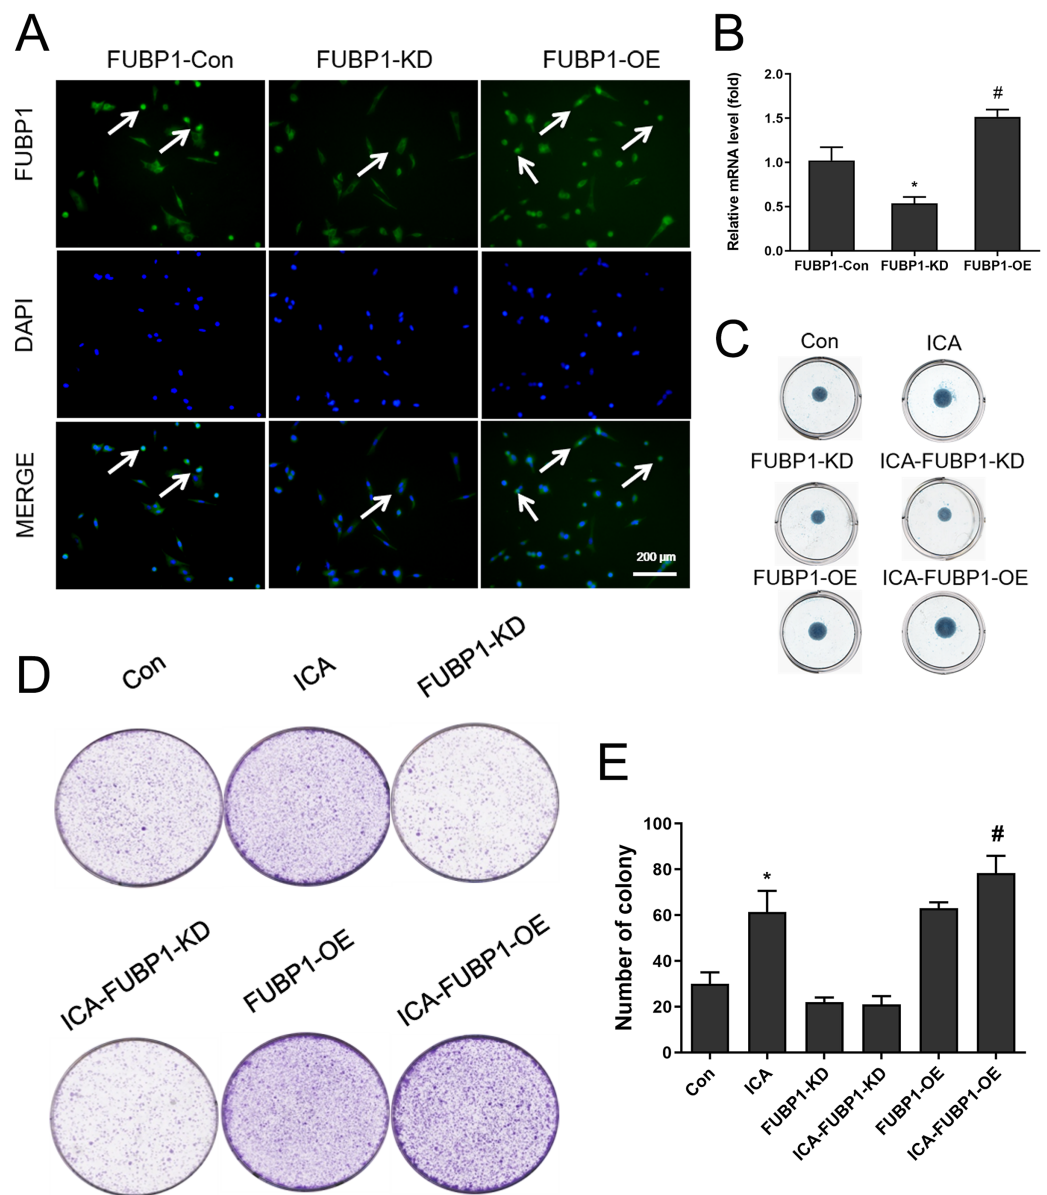 A
FUBP1-Con
FUBP1-KD
FUBP1-OE
FUBP1
DAPI
MERGE
200 µm
B
Relative mRNA level (fold)
2.0
1.5
1.0
0.5
0.0
*
#
FUBP1-Con
FUBP1-KD
FUBP1-OE
C
Con
ICA
FUBP1-KD
ICA-FUBP1-KD
FUBP1-OE
ICA-FUBP1-OE
D
Con
ICA
FUBP1-KD
ICA-FUBP1-KD
FUBP1-OE
ICA-FUBP1-OE
E
Number of colony
100
80
60
40
20
0
*
#
Con
ICA
FUBP1-KD
ICA-FUBP1-KD
FUBP1-OE
ICA-FUBP1-OE